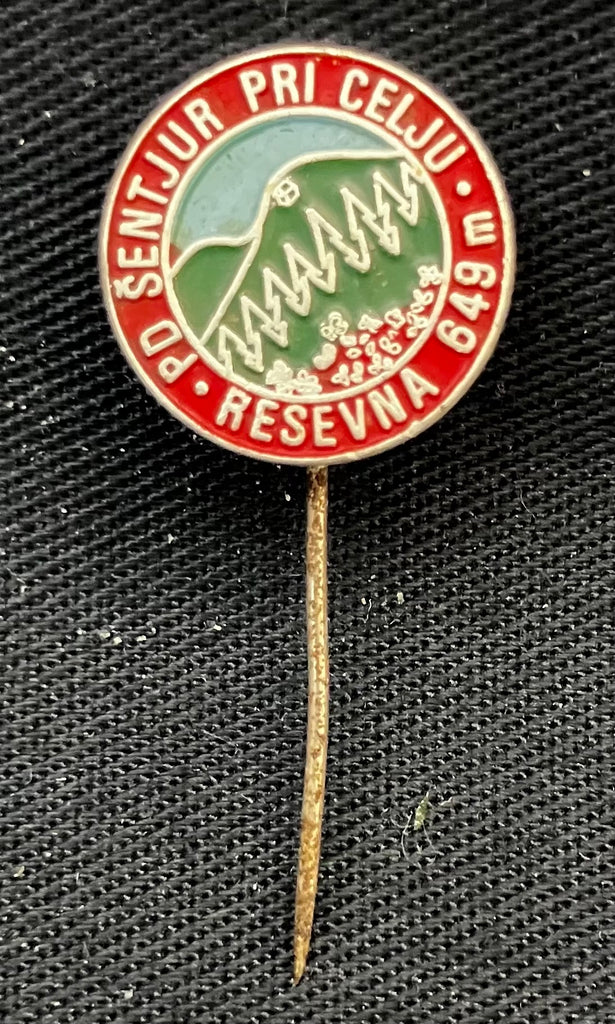 PD ŠENTJUR PRI CELJU •
RESEVNA 649 m •